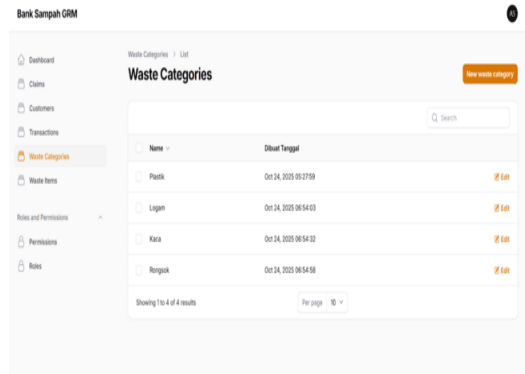 Bank Sampah GRM
AS
Dashboard
Claims
Customers
Transactions
Waste Categories
Waste Items
Roles and Permissions
Permissions
Roles
Waste Categories > List
Waste Categories
New waste category
Search
Name
Dibuat Tanggal
Plastik
Oct 24, 2025 05:27:59
Edit
Logam
Oct 24, 2025 06:54:03
Edit
Kaca
Oct 24, 2025 06:54:32
Edit
Rongsok
Oct 24, 2025 06:54:58
Edit
Showing 1 to 4 of 4 results
Per page 10